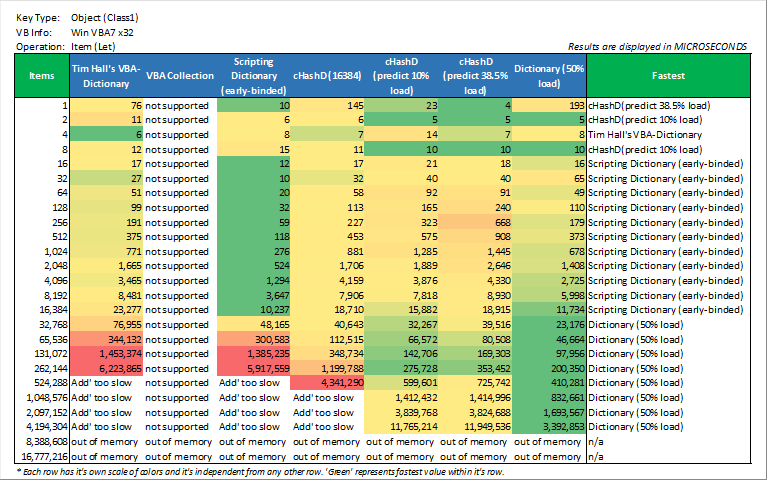 Key Type: Object (Class1)
VB Info: Win VBA7 x32
Operation: Item (Let)
Results are displayed in MICROSECONDS
Items Tim Hall's VBA-Dictionary VBA Collection Scripting Dictionary (early-binded) cHashD (16384) cHashD (predict 10% load) cHashD (predict 38.5% load) Dictionary (50% load) Fastest
1 76 not supported 10 145 23 4 193 cHashD(predict 38.5% load)
2 11 not supported 6 6 5 5 5 cHashD(predict 10% load)
4 6 not supported 8 7 14 7 8 Tim Hall's VBA-Dictionary
8 12 not supported 15 11 10 10 10 cHashD(predict 10% load)
16 17 not supported 12 17 21 18 16 Scripting Dictionary (early-binded)
32 27 not supported 10 32 40 40 65 Scripting Dictionary (early-binded)
64 51 not supported 20 58 92 91 49 Scripting Dictionary (early-binded)
128 99 not supported 32 113 165 240 110 Scripting Dictionary (early-binded)
256 191 not supported 59 227 323 668 179 Scripting Dictionary (early-binded)
512 375 not supported 118 453 575 908 373 Scripting Dictionary (early-binded)
1,024 771 not supported 276 881 1,285 1,445 678 Scripting Dictionary (early-binded)
2,048 1,665 not supported 524 1,706 1,889 2,646 1,408 Scripting Dictionary (early-binded)
4,096 3,465 not supported 1,294 4,159 3,876 4,330 2,725 Scripting Dictionary (early-binded)
8,192 8,481 not supported 3,647 7,906 7,818 8,930 5,998 Scripting Dictionary (early-binded)
16,384 23,277 not supported 10,237 18,710 15,882 18,915 11,734 Scripting Dictionary (early-binded)
32,768 76,955 not supported 48,165 40,643 32,267 39,516 23,176 Dictionary (50% load)
65,536 344,132 not supported 300,583 112,515 66,572 80,508 46,664 Dictionary (50% load)
131,072 1,453,374 not supported 1,385,235 348,734 142,706 169,303 97,956 Dictionary (50% load)
262,144 6,223,865 not supported 5,917,559 1,199,788 275,728 353,452 200,350 Dictionary (50% load)
524,288 Add' too slow not supported Add' too slow 4,341,290 599,601 725,742 410,281 Dictionary (50% load)
1,048,576 Add' too slow not supported Add' too slow Add' too slow 1,412,432 1,414,996 832,661 Dictionary (50% load)
2,097,152 Add' too slow not supported Add' too slow Add' too slow 3,839,768 3,824,688 1,693,567 Dictionary (50% load)
4,194,304 Add' too slow not supported Add' too slow Add' too slow 11,765,214 11,949,536 3,392,853 Dictionary (50% load)
8,388,608 out of memory out of memory out of memory out of memory out of memory out of memory out of memory n/a
16,777,216 out of memory out of memory out of memory out of memory out of memory out of memory out of memory n/a
* Each row has it's own scale of colors and it's independent from any other row. 'Green' represents fastest value within it's row.